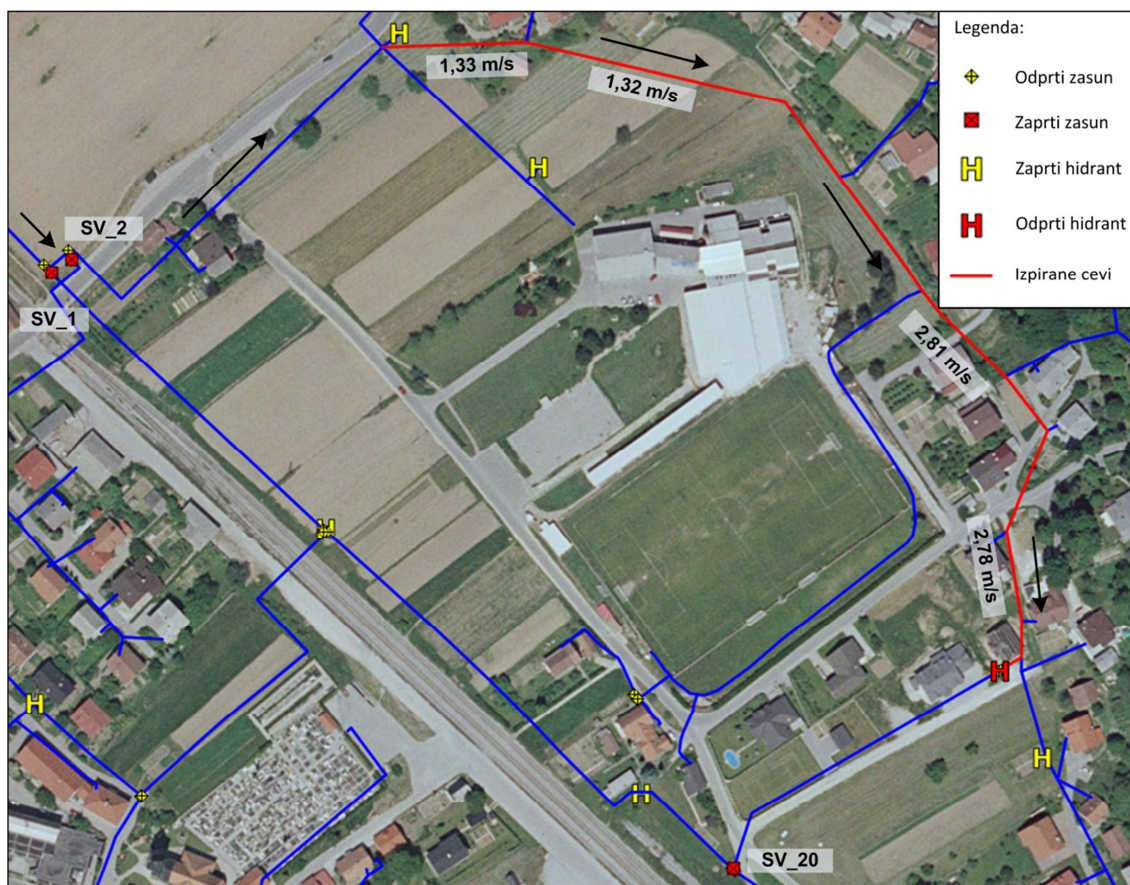 Legenda:
Odprti zasun
Zaprti zasun
H Zaprti hidrant
H Odprti hidrant
Izpirane cevi
H
1,33 m/s
1,32 m/s
H
SV_2
SV_1
2,81 m/s
H
2,78 m/s
H
H
H
H
SV_20